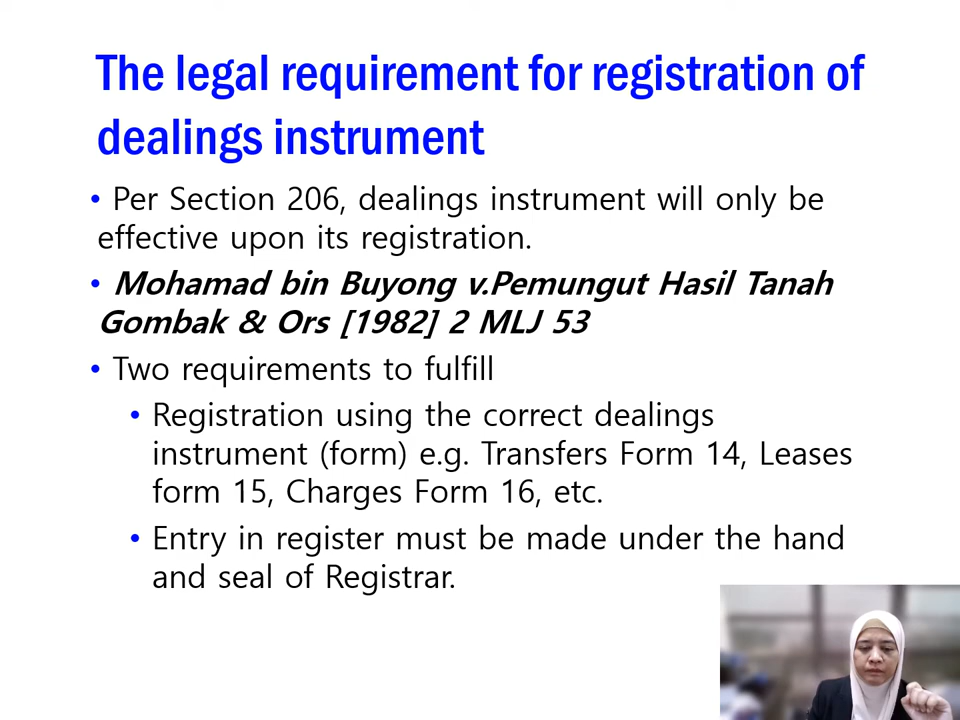 The legal requirement for registration of
dealings instrument
• Per Section 206, dealings instrument will only be
effective upon its registration.
• Mohamad bin Buyong v.Pemungut Hasil Tanah
Gombak & Ors [1982] 2 MLJ 53
• Two requirements to fulfill
• Registration using the correct dealings
instrument (form) e.g. Transfers Form 14, Leases
form 15, Charges Form 16, etc.
• Entry in register must be made under the hand
and seal of Registrar.